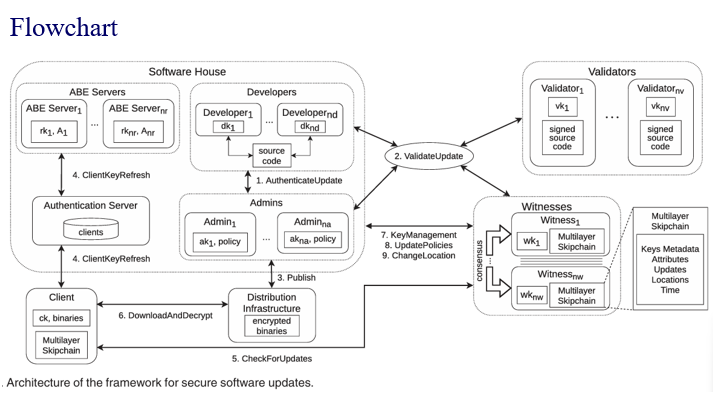 Flowchart
Software House
ABE Servers
ABE Server1
rk1, A1
...
ABE Servernr
rknr, Anr
Developers
Developer1
dk1
...
Developernd
dknd
source
code
Validators
Validator1
vk1
signed
source
code
...
Validatornv
vknv
signed
source
code
2. ValidateUpdate
4. ClientKeyRefresh
1. AuthenticateUpdate
Authentication Server
clients
Admins
Admin1
ak1, policy
...
Adminna
akna, policy
7. KeyManagement
8. UpdatePolicies
9. ChangeLocation
Witnesses
consensus
...
Witness1
wk1
Multilayer
Skipchain
Witnessnw
wknw
Multilayer
Skipchain
Multilayer
Skipchain
Keys Metadata
Attributes
Updates
Locations
Time
4. ClientKeyRefresh
3. Publish
Client
ck, binaries
Multilayer
Skipchain
6. DownloadAndDecrypt
Distribution
Infrastructure
encrypted
binaries
5. CheckForUpdates
. Architecture of the framework for secure software updates.